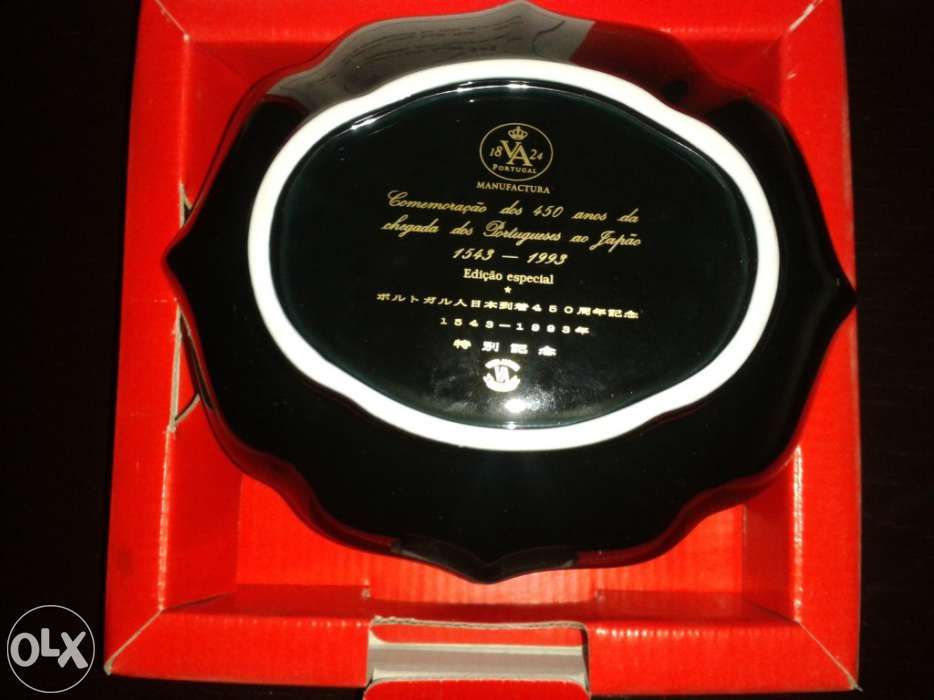 18 VA 24
PORTUGAL
MANUFACTURA
Comemoração dos 450 anos da
chegada dos Portugueses ao Japão
1543 — 1993
Edição especial
ポルトガル人日本到着450周年記念
1543-1993年
特別記念
VA
OLX